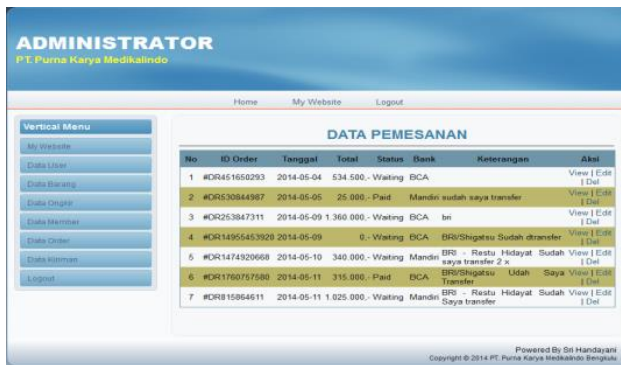 ADMINISTRATOR
PT. Purna Karya Medikalindo
Home My Website Logout
Vertical Menu
My Website
Data User
Data Barang
Data Ongkir
Data Member
Data Order
Data Kiriman
Logout
DATA PEMESANAN
No ID Order Tanggal Total Status Bank Keterangan Aksi
1 #DR451650293 2014-05-04 534.500,- Waiting BCA View | Edit
| Del
2 #DR530844987 2014-05-05 25.000,- Paid Mandiri sudah saya transfer View | Edit
| Del
3 #DR253847311 2014-05-09 1.360.000,- Waiting BCA bri View | Edit
| Del
4 #DR14955453920 2014-05-09 0,- Waiting BCA BRI/Shigatsu Sudah dtransfer View | Edit
| Del
5 #DR1474920668 2014-05-10 340.000,- Waiting Mandiri BRI - Restu Hidayat Sudah View | Edit
saya transfer 2 x | Del
6 #DR1760757580 2014-05-11 315.000,- Paid BCA BRI/Shigatsu Udah Saya View | Edit
Transfer | Del
7 #DR815864611 2014-05-11 1.025.000,- Waiting Mandiri BRI - Restu Hidayat Sudah View | Edit
Saya transfer | Del
Powered By Sri Handayani
Copyright © 2014 PT. Purna Karya Medikalindo Bengkulu